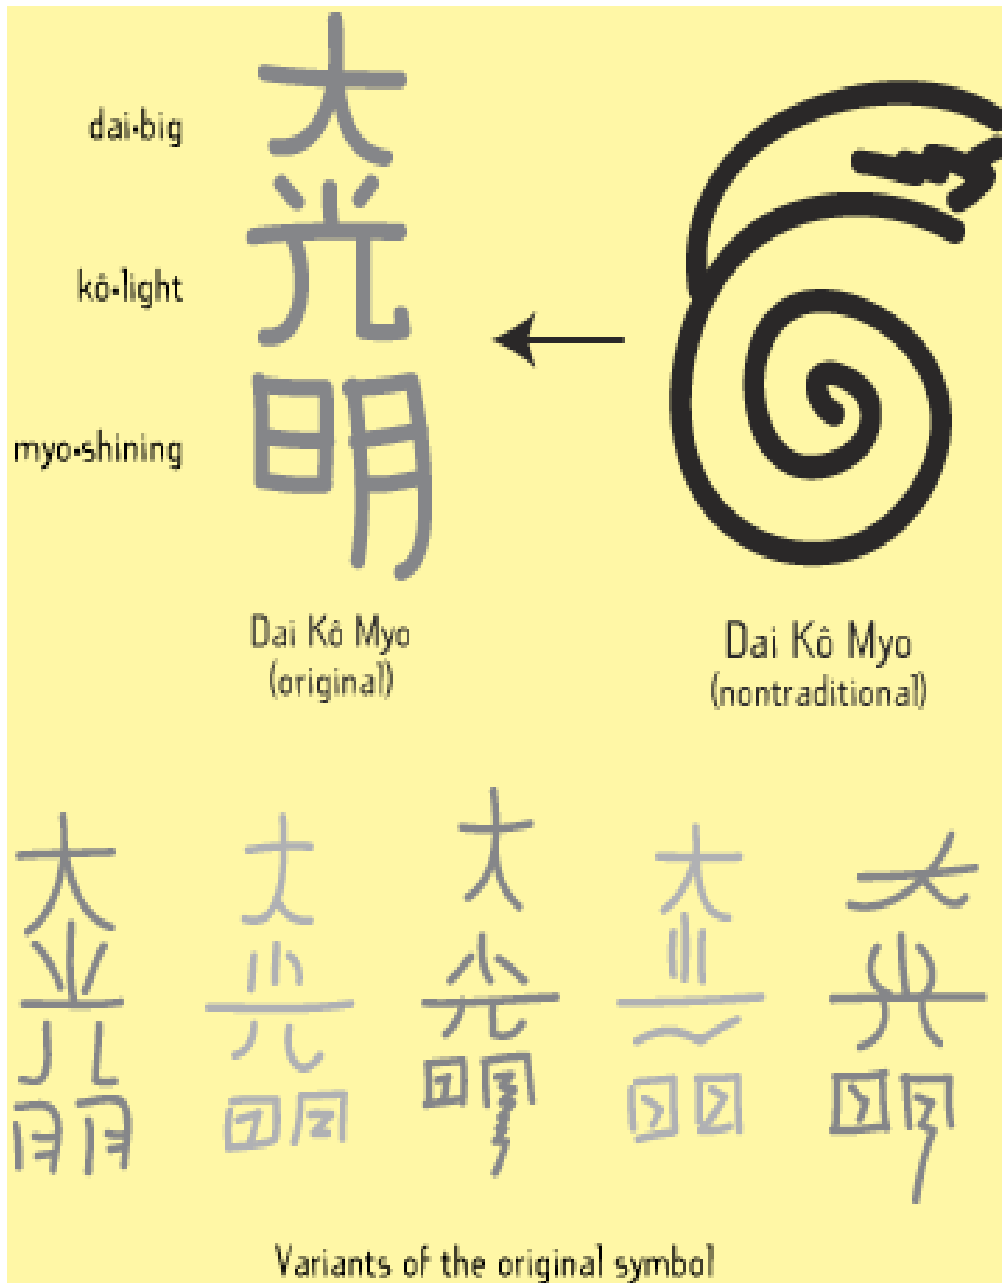 大
dai•big
光
kô•light
明
myo•shining
Dai Kô Myo
(original)
Dai Kô Myo
(nontraditional)
Variants of the original symbol